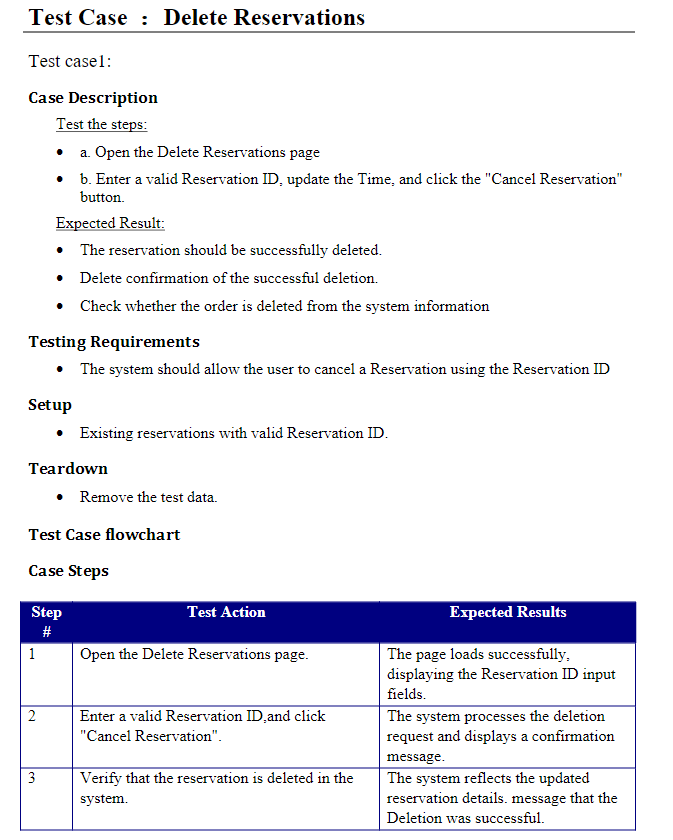 Test Case ： Delete Reservations
Test case1:
Case Description
Test the steps:
• a. Open the Delete Reservations page
• b. Enter a valid Reservation ID, update the Time, and click the "Cancel Reservation"
button.
Expected Result:
• The reservation should be successfully deleted.
• Delete confirmation of the successful deletion.
• Check whether the order is deleted from the system information
Testing Requirements
• The system should allow the user to cancel a Reservation using the Reservation ID
Setup
• Existing reservations with valid Reservation ID.
Teardown
• Remove the test data.
Test Case flowchart
Case Steps
Step
#
Test Action
Expected Results
1
Open the Delete Reservations page.
The page loads successfully,
displaying the Reservation ID input
fields.
2
Enter a valid Reservation ID,and click
"Cancel Reservation".
The system processes the deletion
request and displays a confirmation
message.
3
Verify that the reservation is deleted in the
system.
The system reflects the updated
reservation details. message that the
Deletion was successful.